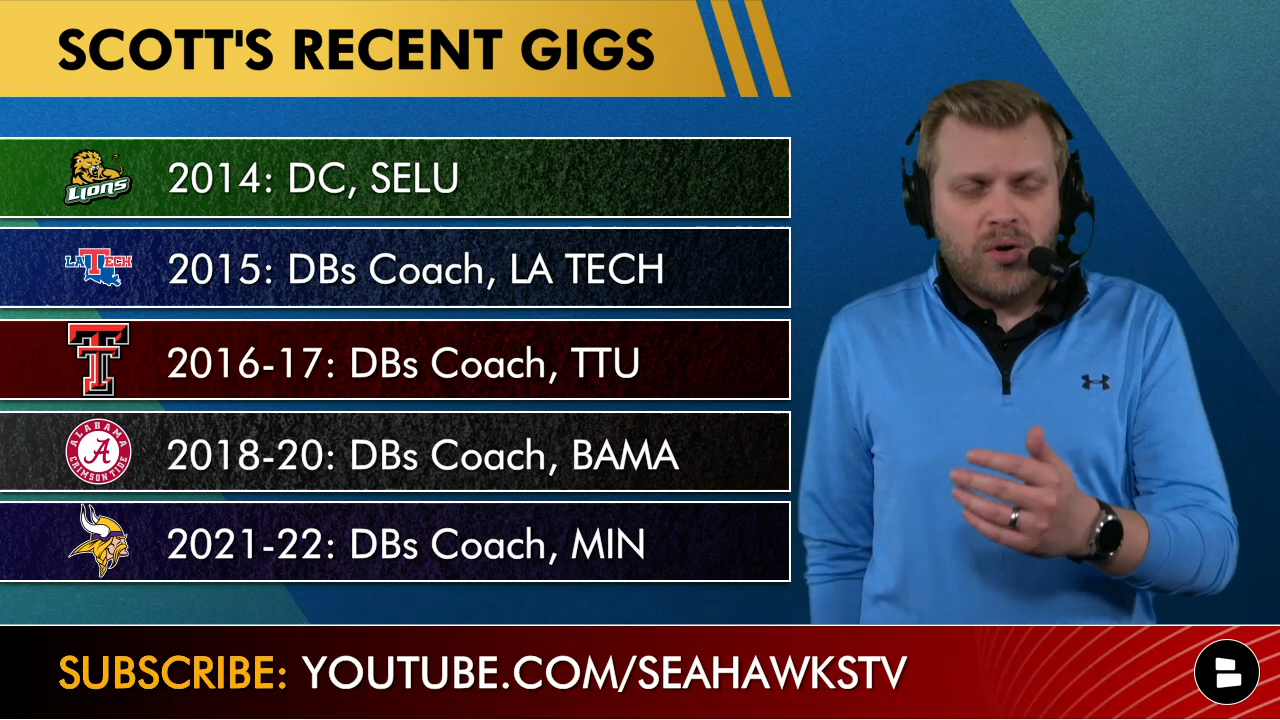 SCOTT'S RECENT GIGS
LIONS
2014: DC, SELU
LA TECH
2015: DBs Coach, LA TECH
2016-17: DBs Coach, TTU
ALABAMA
A
CRIMSON TIDE
2018-20: DBs Coach, BAMA
2021-22: DBs Coach, MIN
SUBSCRIBE: YOUTUBE.COM/SEAHAWKSTV